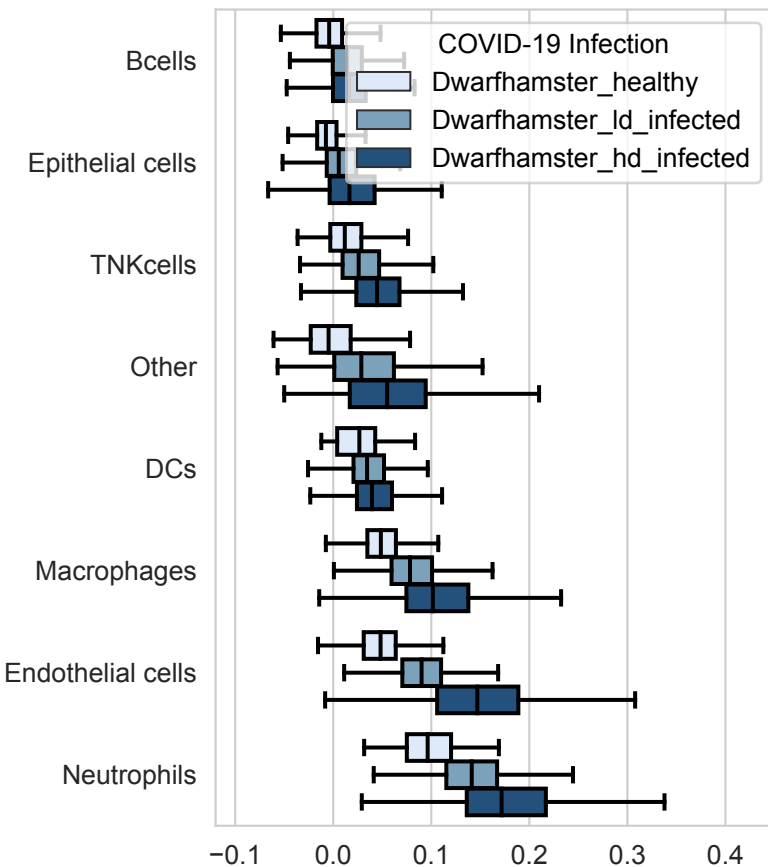 COVID-19 Infection
Dwarfhamster_healthy
Dwarfhamster_ld_infected
Dwarfhamster_hd_infected
Bcells
Epithelial cells
TNKcells
Other
DCs
Macrophages
Endothelial cells
Neutrophils
−0.1 0.0 0.1 0.2 0.3 0.4